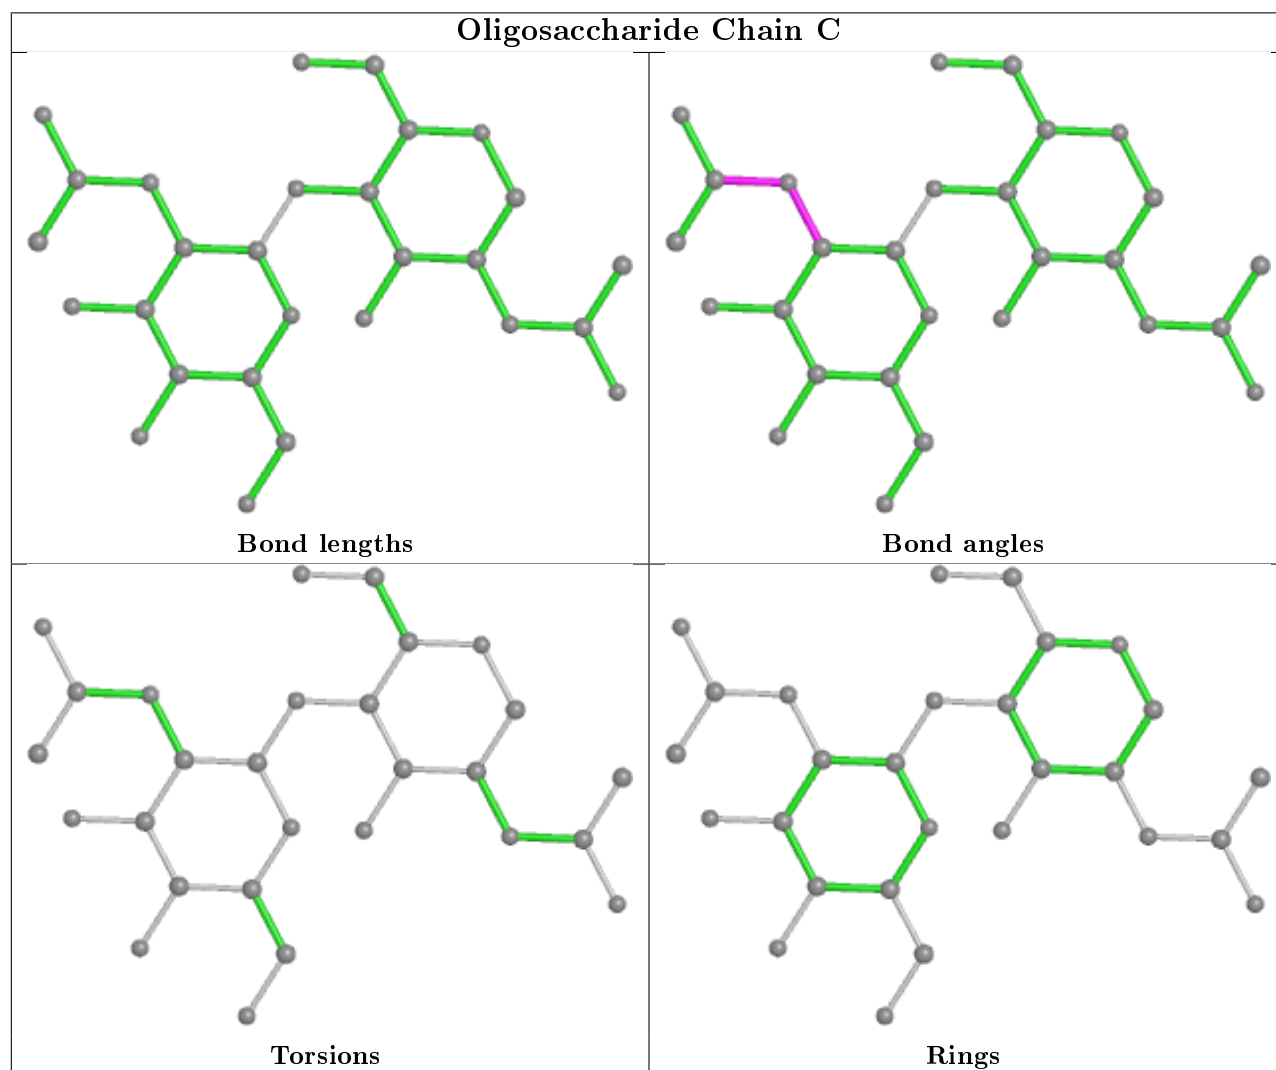 Oligosaccharide Chain C
Bond lengths
Bond angles
Torsions
Rings